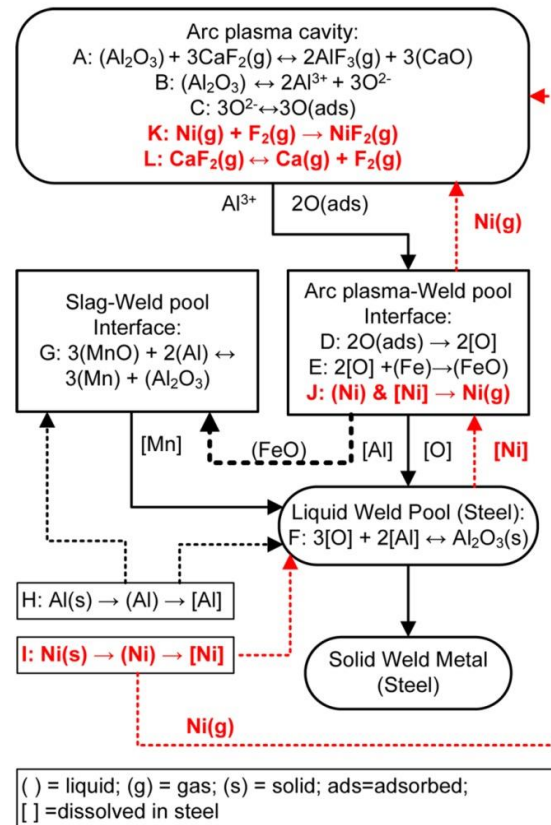 Arc plasma cavity:
A: (Al₂O₃) + 3CaF₂(g) ↔ 2AlF₃(g) + 3(CaO)
B: (Al₂O₃) ↔ 2Al³⁺ + 3O²⁻
C: 3O²⁻↔3O(ads)
K: Ni(g) + F₂(g) → NiF₂(g)
L: CaF₂(g) ↔ Ca(g) + F₂(g)
Al³⁺
2O(ads)
Ni(g)
Slag-Weld pool
Interface:
G: 3(MnO) + 2(Al) ↔
3(Mn) + (Al₂O₃)
Arc plasma-Weld pool
Interface:
D: 2O(ads) → 2[O]
E: 2[O] +(Fe)→(FeO)
J: (Ni) & [Ni] → Ni(g)
[Mn]
(FeO)
[Al]
[O]
[Ni]
Liquid Weld Pool (Steel):
F: 3[O] + 2[Al] ↔ Al₂O₃(s)
H: Al(s) → (Al) → [Al]
I: Ni(s) → (Ni) → [Ni]
Solid Weld Metal
(Steel)
Ni(g)
( ) = liquid; (g) = gas; (s) = solid; ads=adsorbed;
[ ] =dissolved in steel